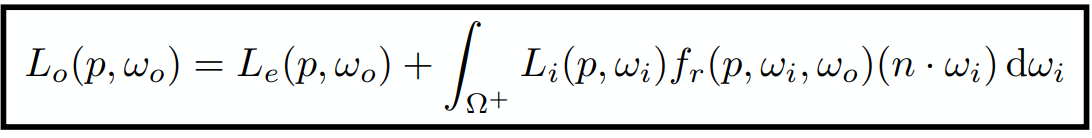 L_o(p, ω_o) = L_e(p, ω_o) + ∫_{Ω⁺} L_i(p, ω_i) f_r(p, ω_i, ω_o)(n · ω_i) dω_i